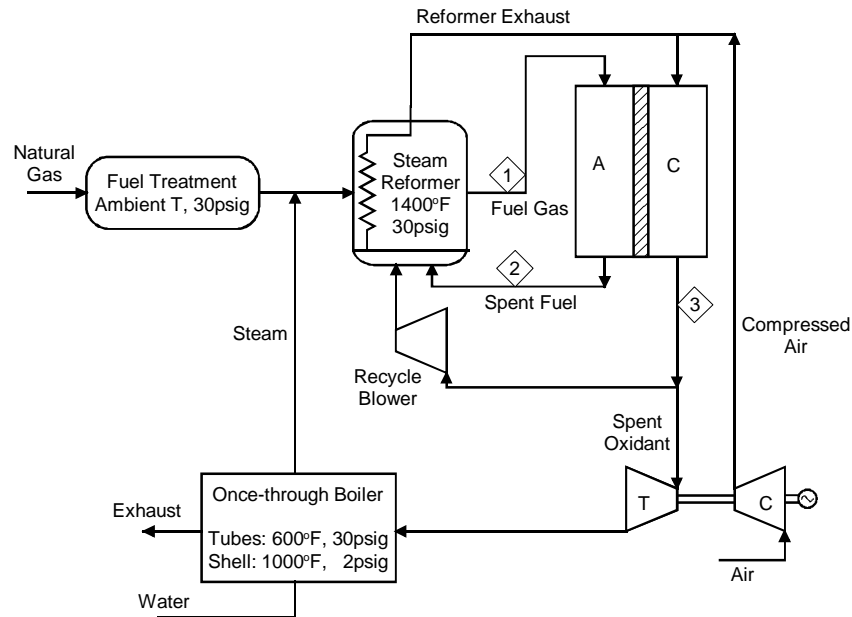 Reformer Exhaust
Natural
Gas
Fuel Treatment
Ambient T, 30psig
Steam
Reformer
1400°F
30psig
1
Fuel Gas
A
C
2
Spent Fuel
3
Compressed
Air
Steam
Recycle
Blower
Spent
Oxidant
Once-through Boiler
Tubes: 600°F, 30psig
Shell: 1000°F, 2psig
Exhaust
T
C
Air
Water